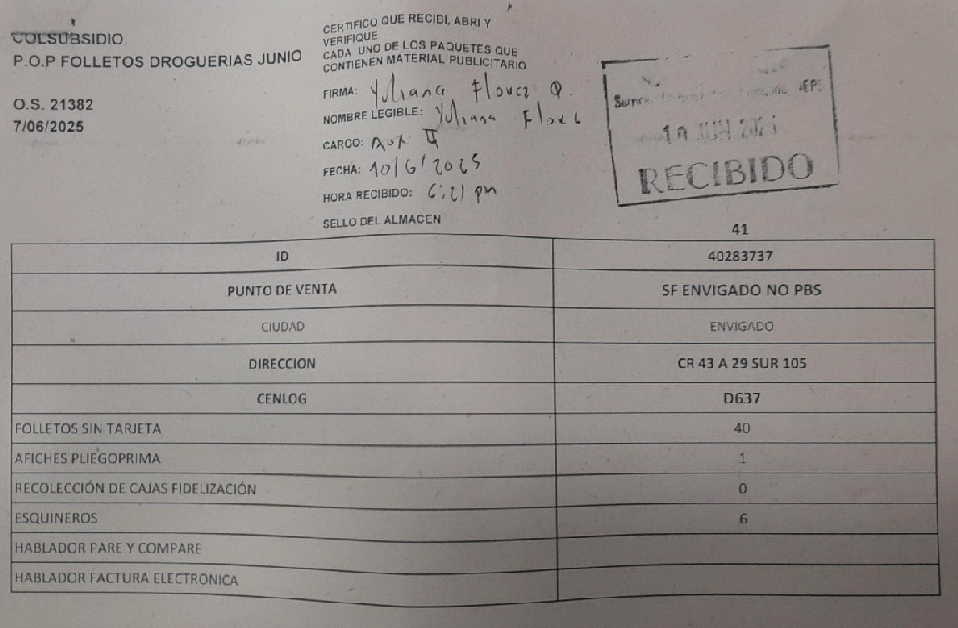 COLSUBSIDIO
P.O.P FOLLETOS DROGUERIAS JUNIO
O.S. 21382
7/06/2025
CERTIFICO QUE RECIBI, ABRI Y
VERIFIQUE
CADA UNO DE LOS PAQUETES QUE
CONTIENEN MATERIAL PUBLICITARIO
FIRMA: Yuliana Florez Q.
NOMBRE LEGIBLE: Yuliana Florez
CARGO: Aux II
FECHA: 10/6/2025
HORA RECIBIDO: 6:21 pm
SELLO DEL ALMACEN
JUN
RECIBIDO
41
ID 40283737
PUNTO DE VENTA SF ENVIGADO NO PBS
CIUDAD ENVIGADO
DIRECCION CR 43 A 29 SUR 105
CENLOG D637
FOLLETOS SIN TARJETA 40
AFICHES PLIEGOPRIMA 1
RECOLECCIÓN DE CAJAS FIDELIZACIÓN 0
ESQUINEROS 6
HABLADOR PARE Y COMPARE
HABLADOR FACTURA ELECTRONICA